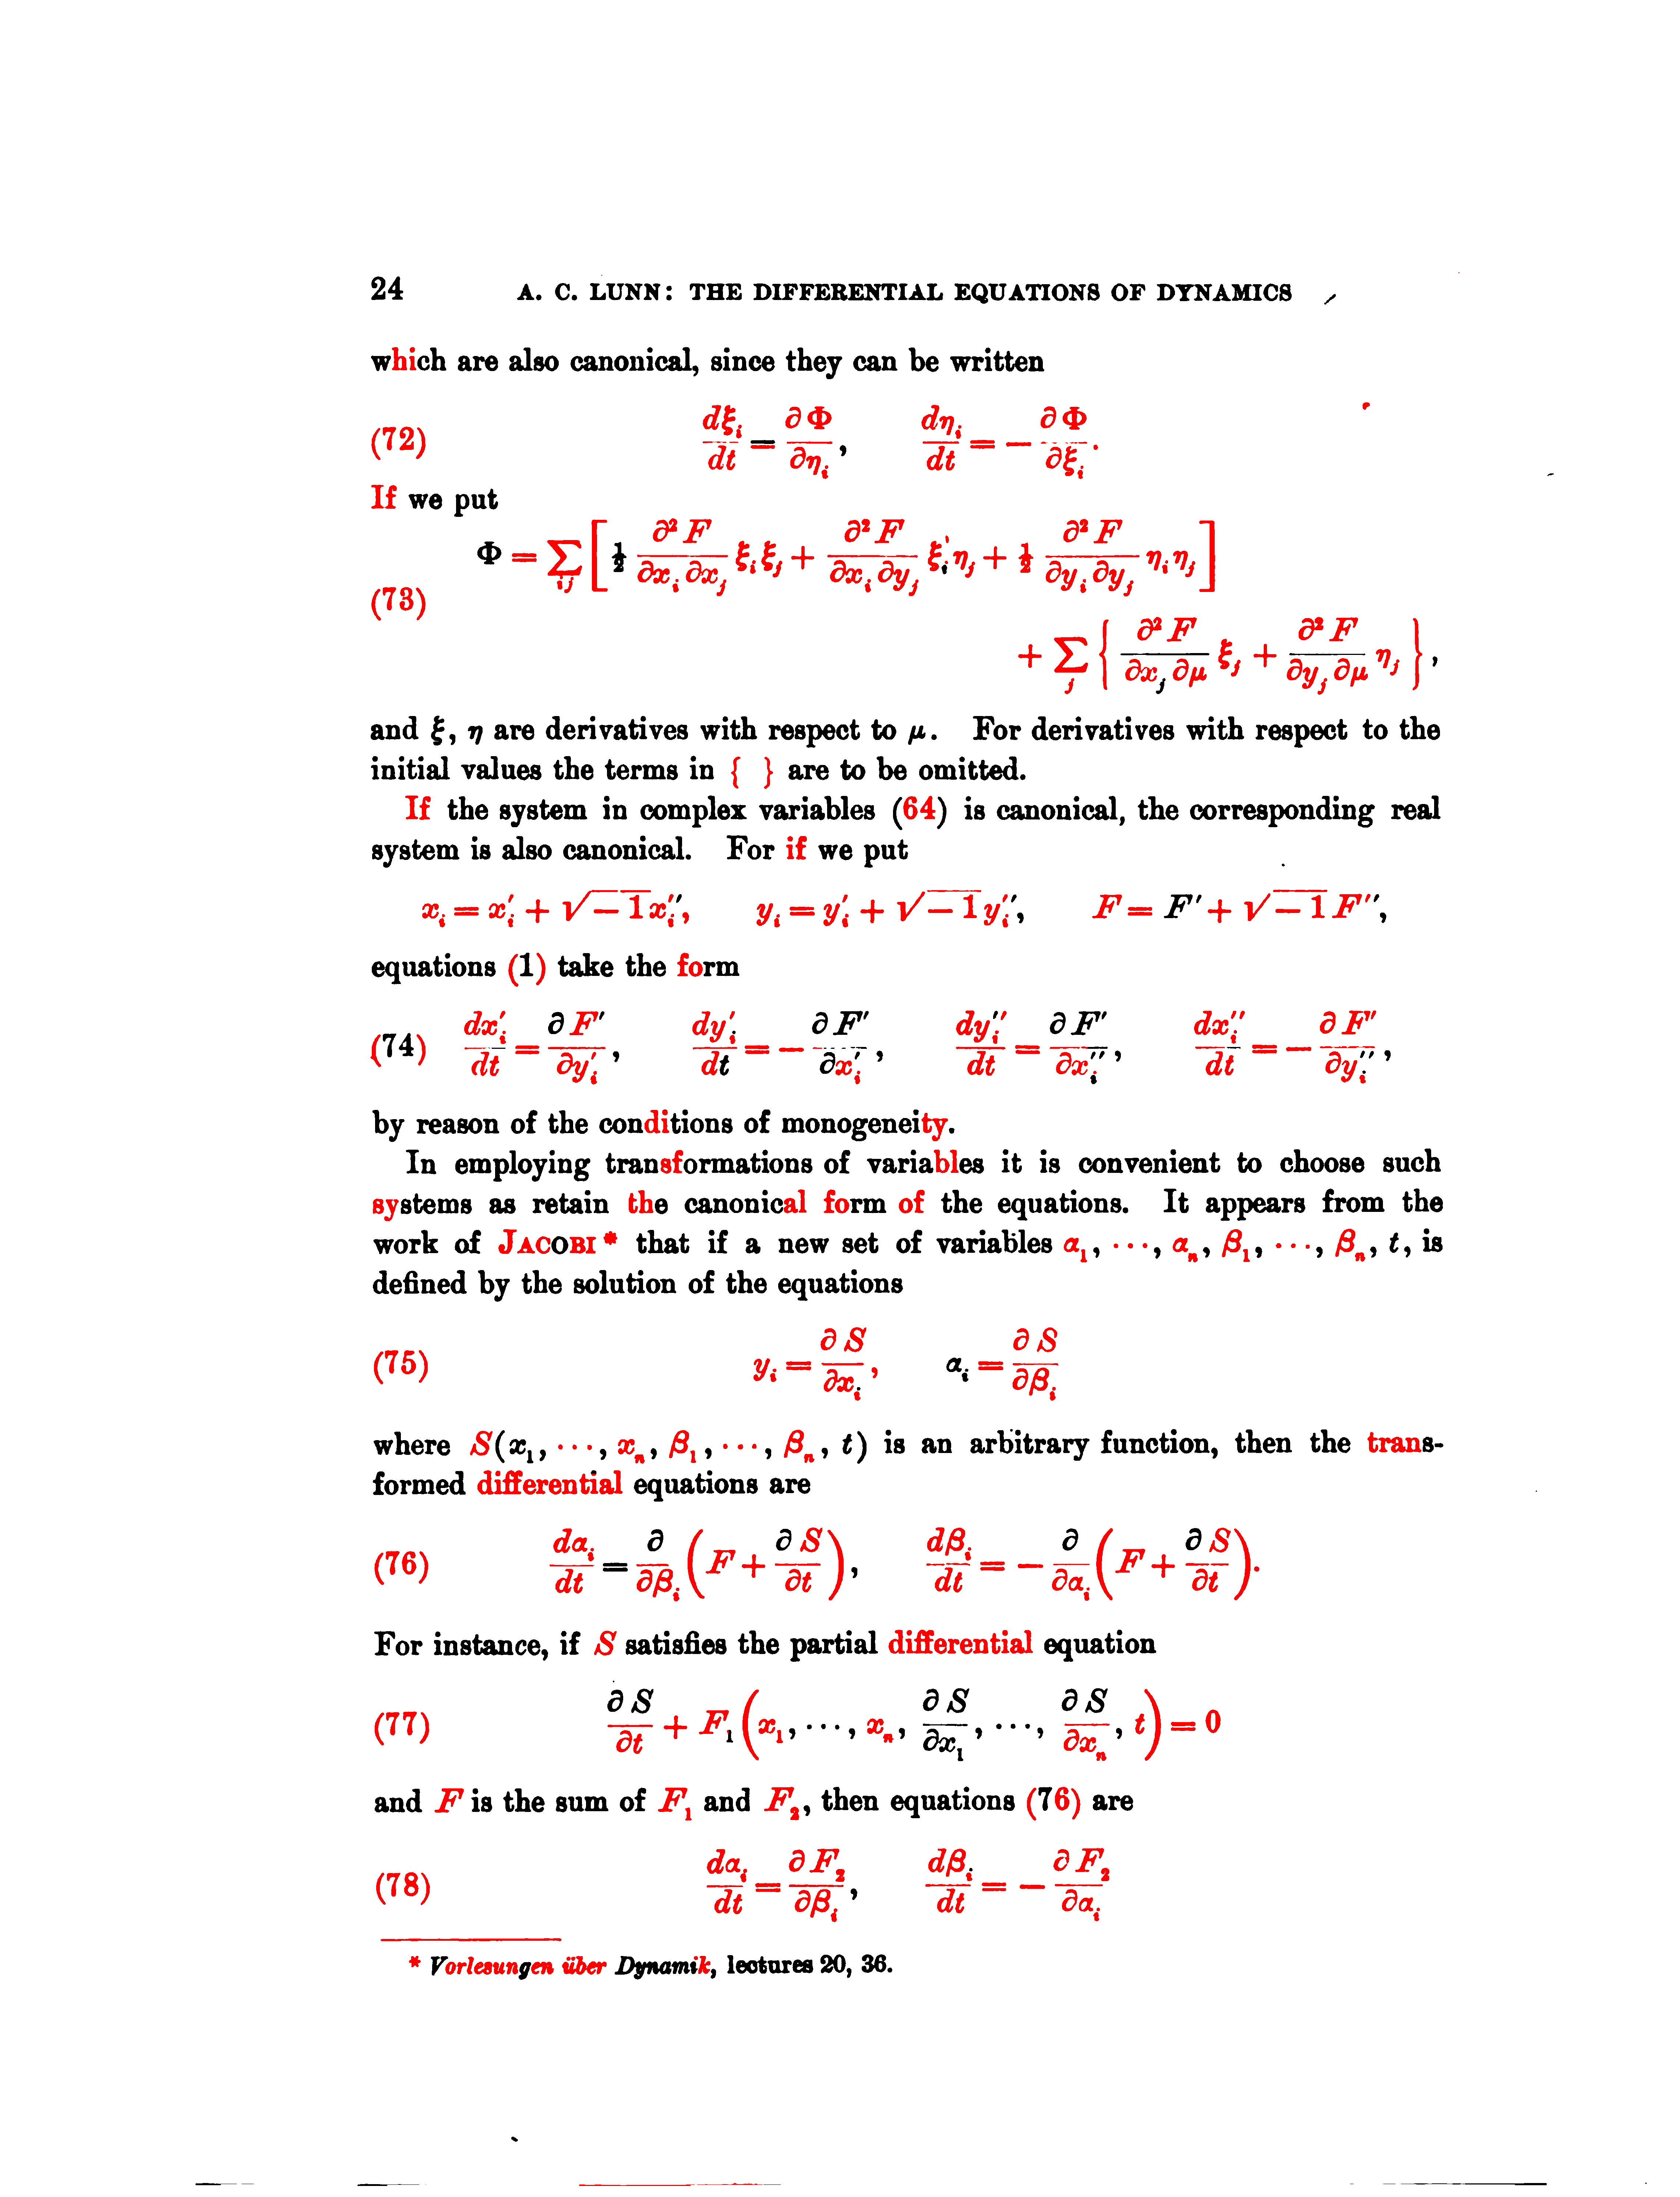 24 A. C. LUNN: THE DIFFERENTIAL EQUATIONS OF DYNAMICS
which are also canonical, since they can be written
(72) $\frac{d\xi_i}{dt} = \frac{\partial \Phi}{\partial \eta_i}, \quad \frac{d\eta_i}{dt} = -\frac{\partial \Phi}{\partial \xi_i}.$
If we put
(73) $\Phi = \sum_{ij} \left[ \frac{1}{2} \frac{\partial^2 F}{\partial x_i \partial x_j} \xi_i \xi_j + \frac{\partial^2 F}{\partial x_i \partial y_j} \xi_i \eta_j + \frac{1}{2} \frac{\partial^2 F}{\partial y_i \partial y_j} \eta_i \eta_j \right]$
$+ \sum_j \left\{ \frac{\partial^2 F}{\partial x_j \partial \mu} \xi_j + \frac{\partial^2 F}{\partial y_j \partial \mu} \eta_j \right\},$
and ξ, η are derivatives with respect to μ. For derivatives with respect to the
initial values the terms in { } are to be omitted.
If the system in complex variables (64) is canonical, the corresponding real
system is also canonical. For if we put
$x_i = x_i' + \sqrt{-1} x_i'', \quad y_i = y_i' + \sqrt{-1} y_i'', \quad F = F' + \sqrt{-1} F'',$
equations (1) take the form
(74) $\frac{dx_i'}{dt} = \frac{\partial F'}{\partial y_i'}, \quad \frac{dy_i'}{dt} = -\frac{\partial F'}{\partial x_i'}, \quad \frac{dy_i''}{dt} = \frac{\partial F'}{\partial x_i''}, \quad \frac{dx_i''}{dt} = -\frac{\partial F'}{\partial y_i''},$
by reason of the conditions of monogeneity.
In employing transformations of variables it is convenient to choose such
systems as retain the canonical form of the equations. It appears from the
work of JACOBI* that if a new set of variables $\alpha_1, \cdots, \alpha_n, \beta_1, \cdots, \beta_n, t$, is
defined by the solution of the equations
(75) $y_i = \frac{\partial S}{\partial x_i}, \quad \alpha_i = \frac{\partial S}{\partial \beta_i}$
where $S(x_1, \cdots, x_n, \beta_1, \cdots, \beta_n, t)$ is an arbitrary function, then the trans-
formed differential equations are
(76) $\frac{d\alpha_i}{dt} = \frac{\partial}{\partial \beta_i} \left( F + \frac{\partial S}{\partial t} \right), \quad \frac{d\beta_i}{dt} = -\frac{\partial}{\partial \alpha_i} \left( F + \frac{\partial S}{\partial t} \right).$
For instance, if S satisfies the partial differential equation
(77) $\frac{\partial S}{\partial t} + F_1 \left( x_1, \cdots, x_n, \frac{\partial S}{\partial x_1}, \cdots, \frac{\partial S}{\partial x_n}, t \right) = 0$
and F is the sum of $F_1$ and $F_2$, then equations (76) are
(78) $\frac{d\alpha_i}{dt} = \frac{\partial F_2}{\partial \beta_i}, \quad \frac{d\beta_i}{dt} = -\frac{\partial F_2}{\partial \alpha_i}$
* Vorlesungen über Dynamik, lectures 20, 36.